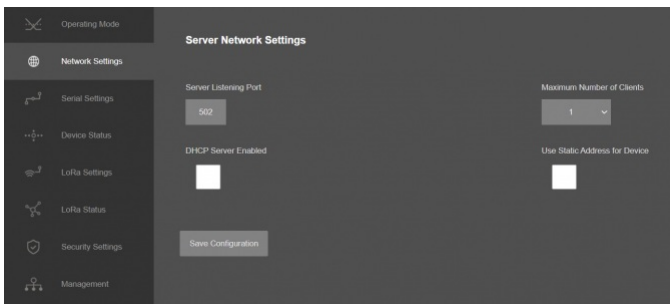 Operating Mode
Network Settings
Serial Settings
Device Status
LoRa Settings
LoRa Status
Security Settings
Management
Server Network Settings
Server Listening Port
502
Maximum Number of Clients
1
DHCP Server Enabled
Use Static Address for Device
Save Configuration